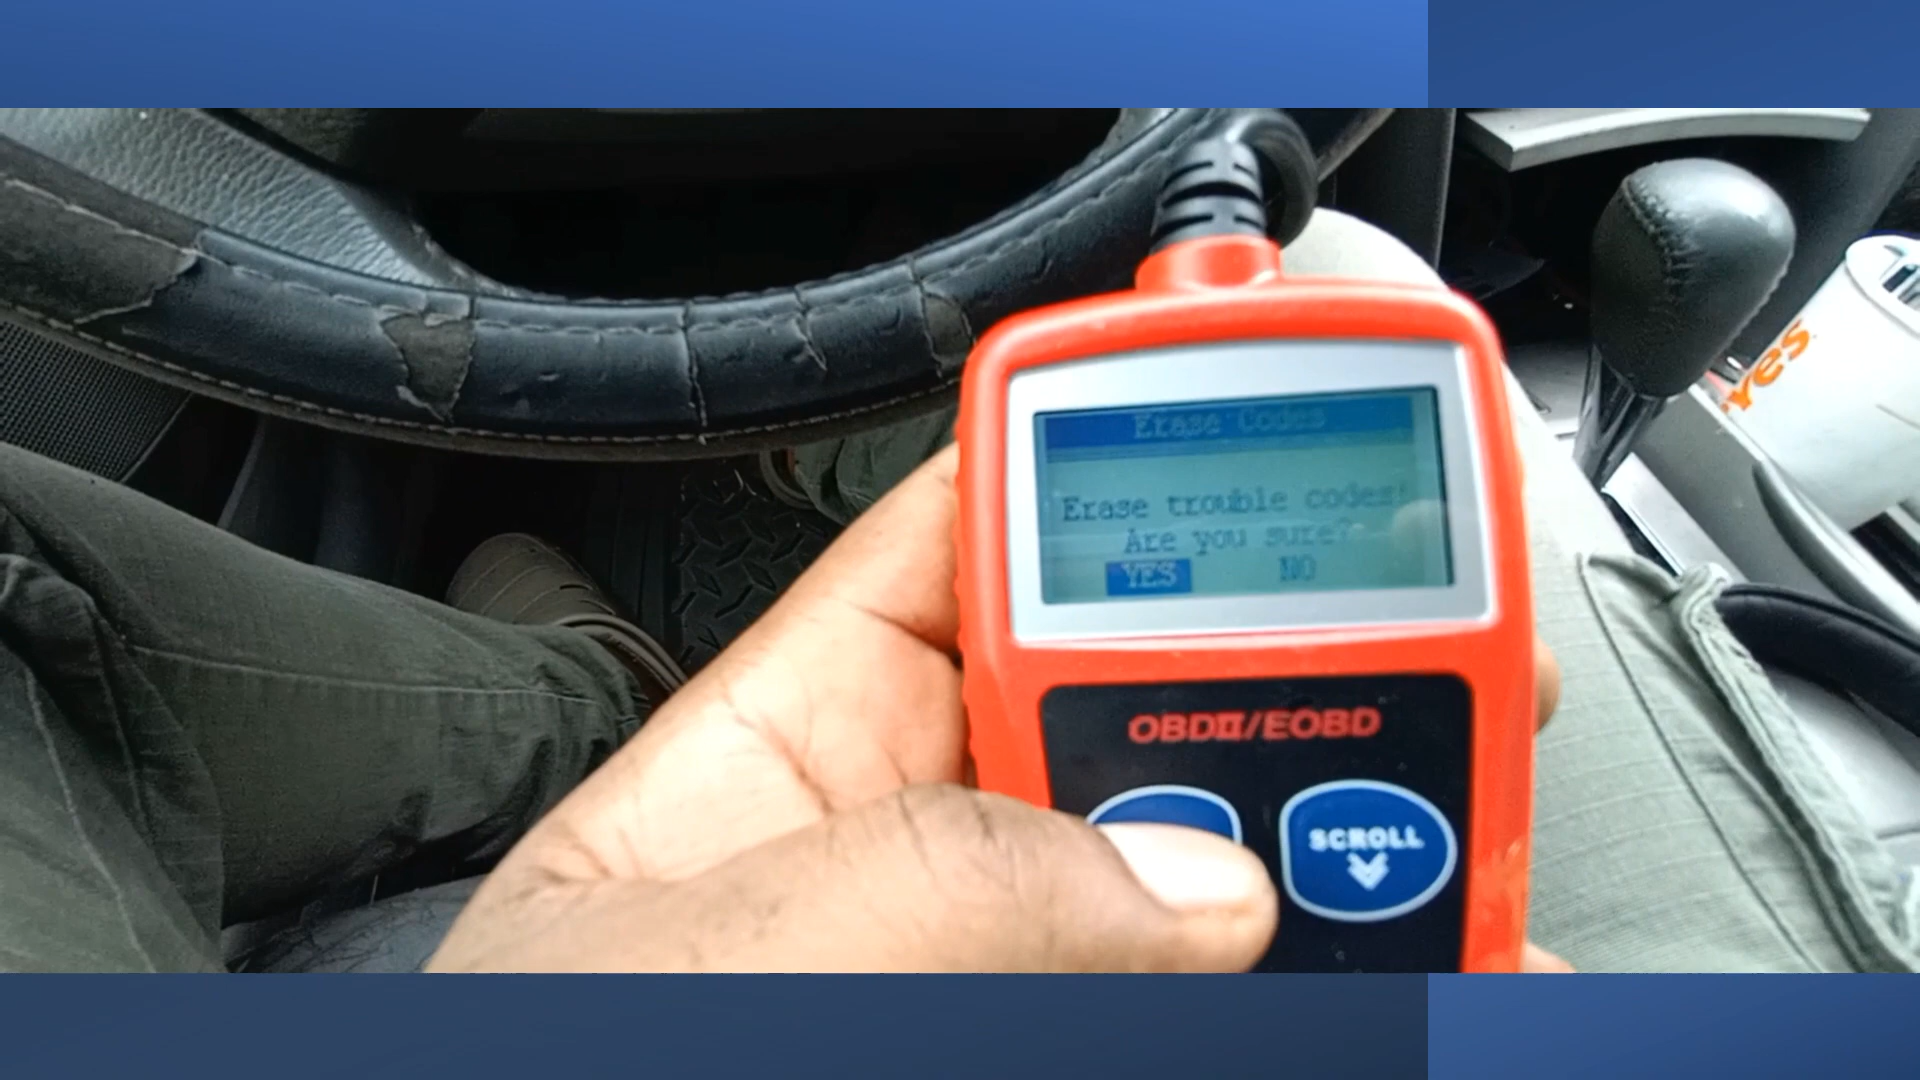 Erase Codes
Erase trouble codes!
Are you sure?
YES NO
OBDII/EOBD
SCROLL